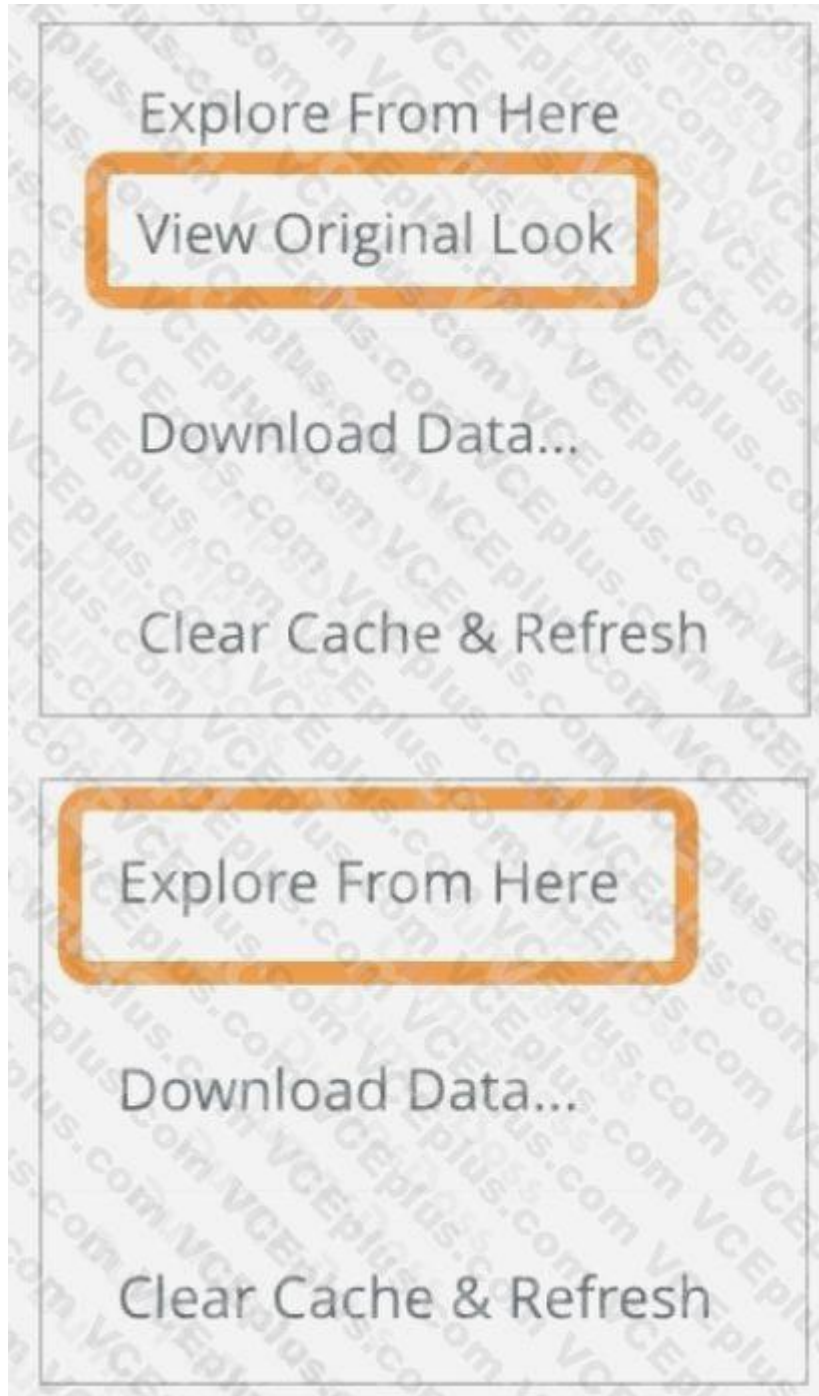 Explore From Here
View Original Look
Download Data...
Clear Cache & Refresh
Explore From Here
Download Data...
Clear Cache & Refresh